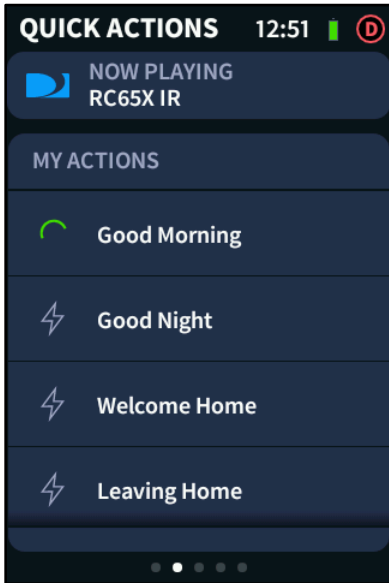 QUICK ACTIONS 12:51 D
NOW PLAYING
RC65X IR
MY ACTIONS
Good Morning
Good Night
Welcome Home
Leaving Home